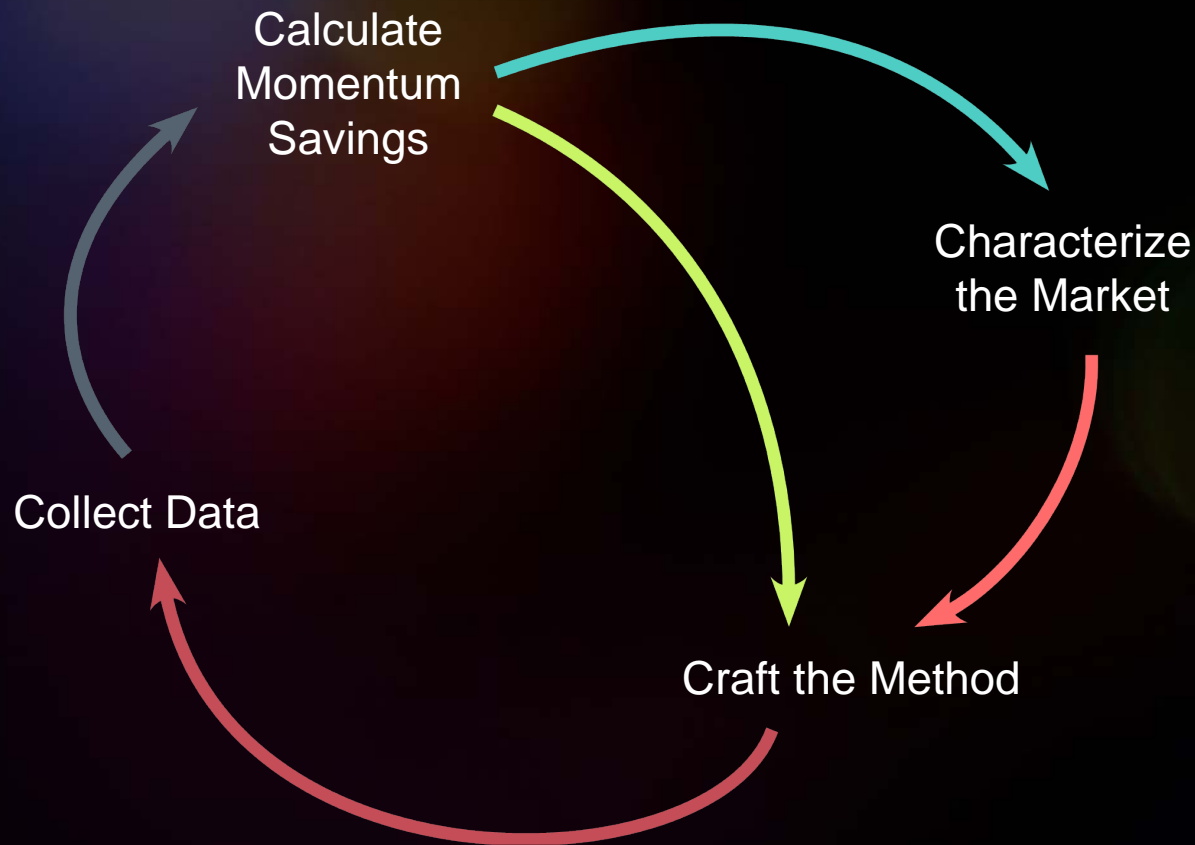 Calculate
Momentum
Savings
Characterize
the Market
Collect Data
Craft the Method